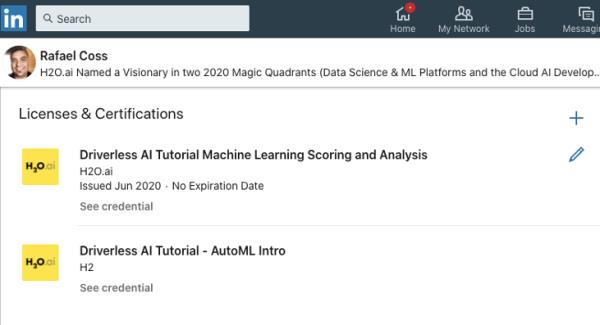 in
Search
Home
My Network
Jobs
Rafael Coss
H2O.ai Named a Visionary in two 2020 Magic Quadrants (Data Science & ML Platforms and the Cloud AI Develop...
Licenses & Certifications
H2O.ai
Driverless AI Tutorial Machine Learning Scoring and Analysis
H2O.ai
Issued Jun 2020 · No Expiration Date
See credential
H2O.ai
Driverless AI Tutorial - AutoML Intro
H2
See credential